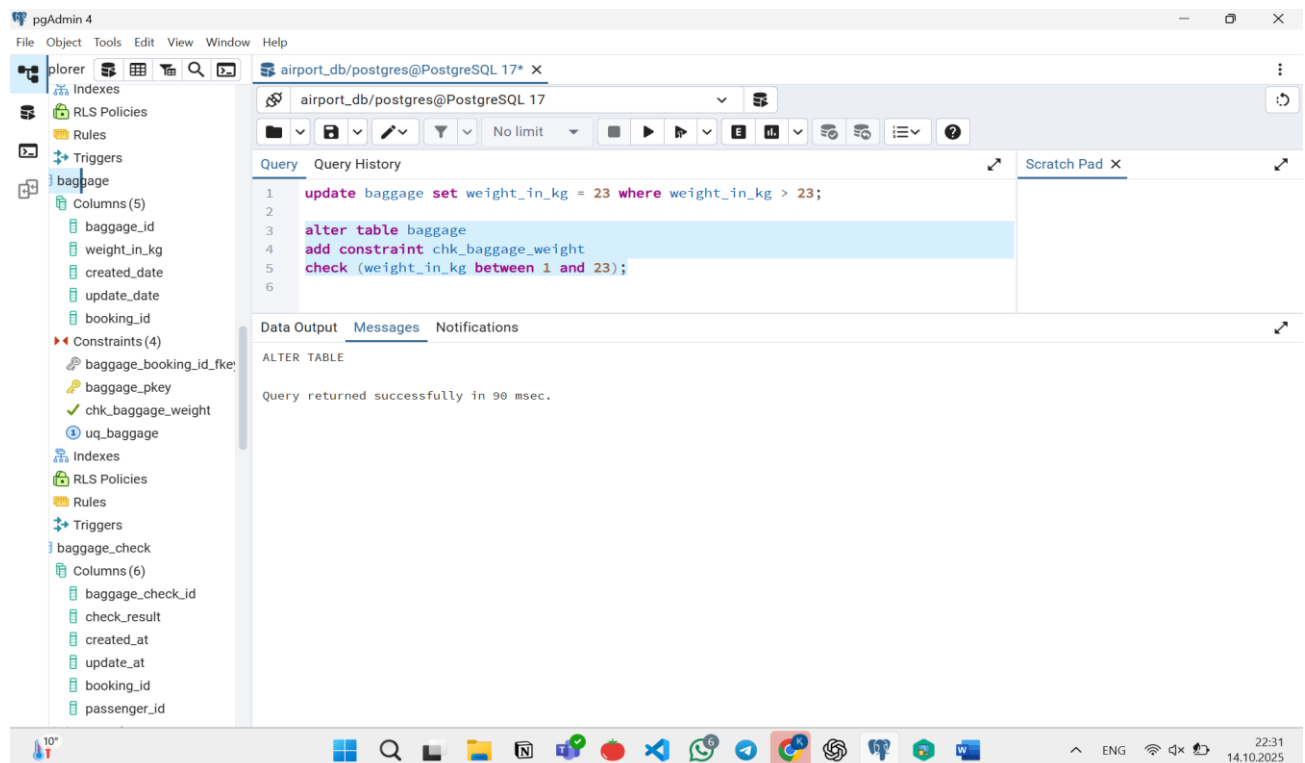 pgAdmin 4
File Object Tools Edit View Window Help
plorer
airport_db/postgres@PostgreSQL 17*
Indexes
RLS Policies
Rules
Triggers
baggage
Columns (5)
baggage_id
weight_in_kg
created_date
update_date
booking_id
Constraints (4)
baggage_booking_id_fke
baggage_pkey
chk_baggage_weight
uq_baggage
Indexes
RLS Policies
Rules
Triggers
baggage_check
Columns (6)
baggage_check_id
check_result
created_at
update_at
booking_id
passenger_id
airport_db/postgres@PostgreSQL 17
No limit
E
Query Query History
Scratch Pad
1 update baggage set weight_in_kg = 23 where weight_in_kg > 23;
2
3 alter table baggage
4 add constraint chk_baggage_weight
5 check (weight_in_kg between 1 and 23);
6
Data Output Messages Notifications
ALTER TABLE
Query returned successfully in 90 msec.
10°
6
K
W
ENG
22:31
14.10.2025